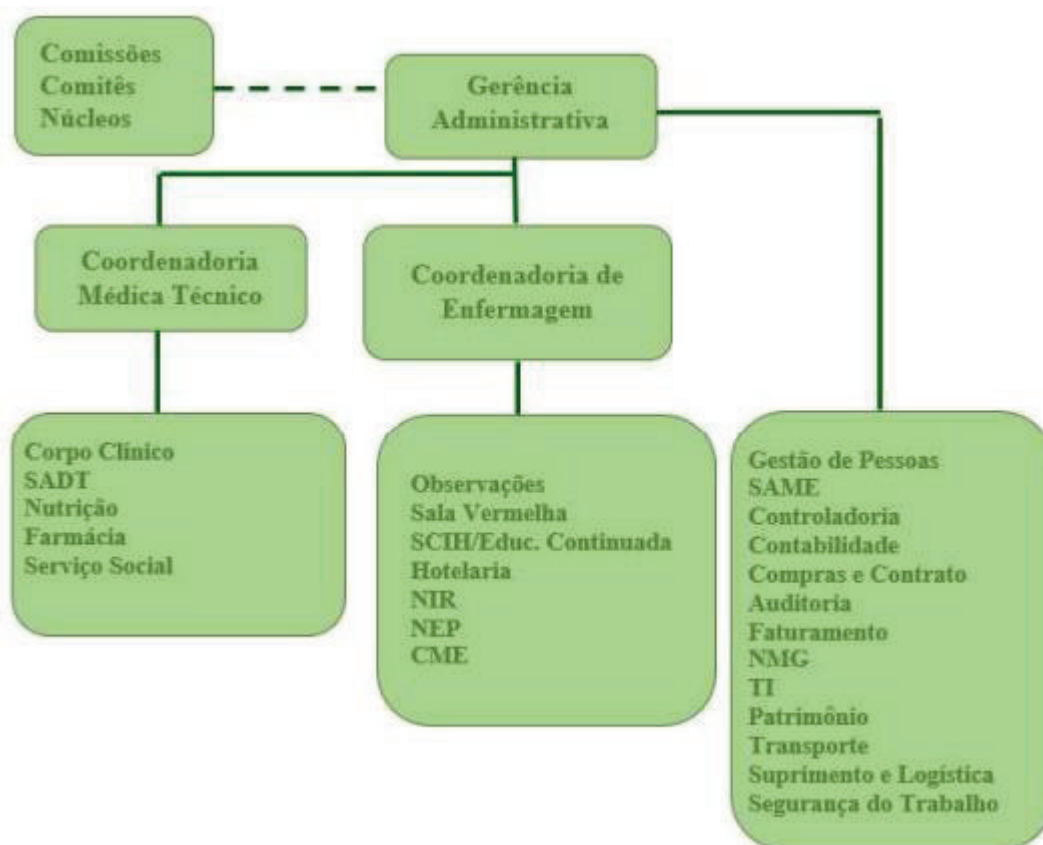 Comissões
Comitês
Núcleos
Gerência
Administrativa
Coordenadoria
Médica Técnico
Coordenadoria de
Enfermagem
Corpo Clínico
SADT
Nutrição
Farmácia
Serviço Social
Observações
Sala Vermelha
SCIH/Educ. Continuada
Hotelaria
NIR
NEP
CME
Gestão de Pessoas
SAME
Controladoria
Contabilidade
Compras e Contrato
Auditoria
Faturamento
NMG
TI
Patrimônio
Transporte
Suprimento e Logística
Segurança do Trabalho